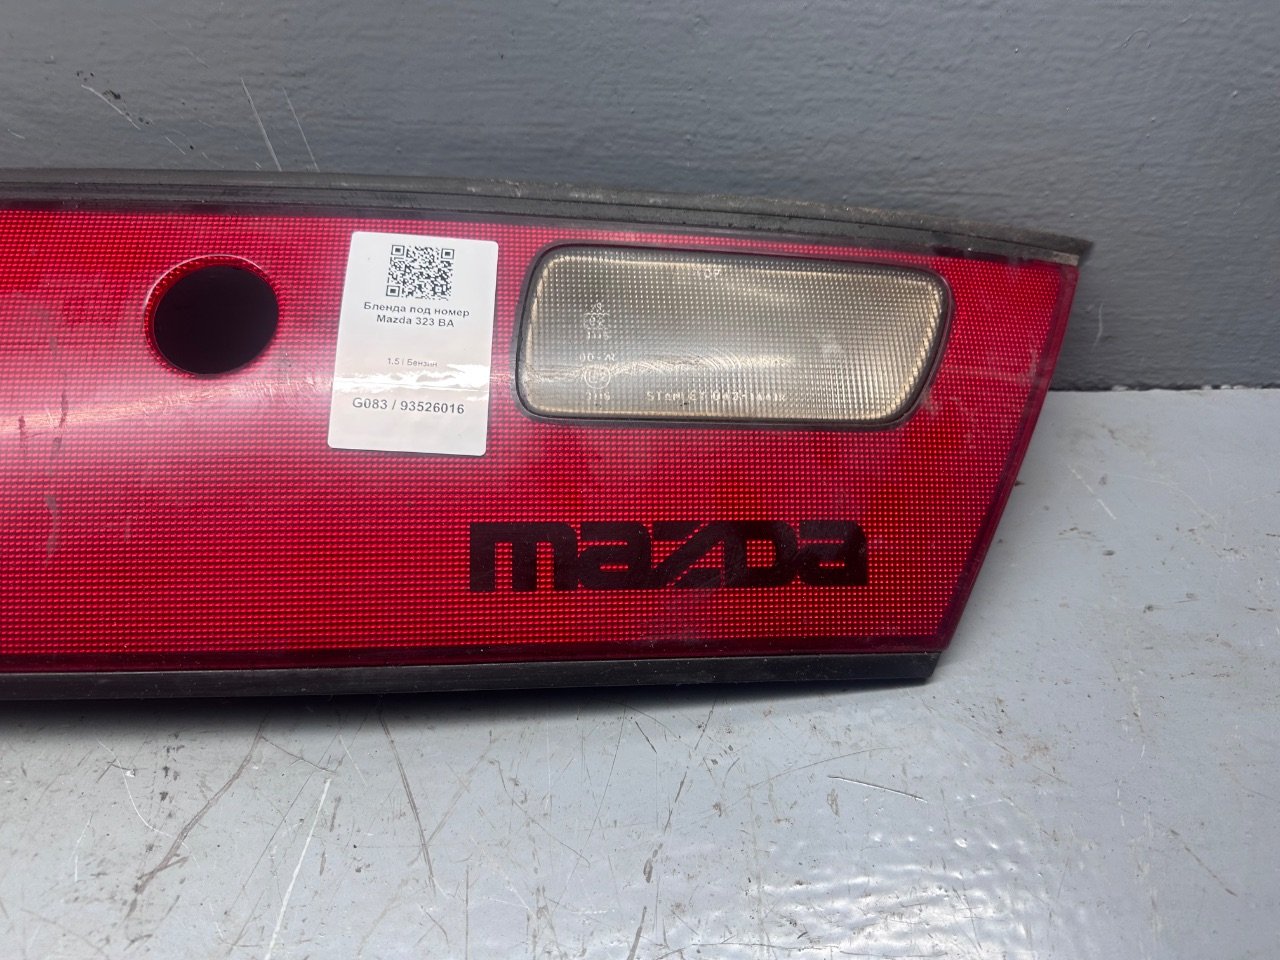 Бленда под номер
Mazda 323 BA
1.5 i Бензин
G083 / 93526016
mazda